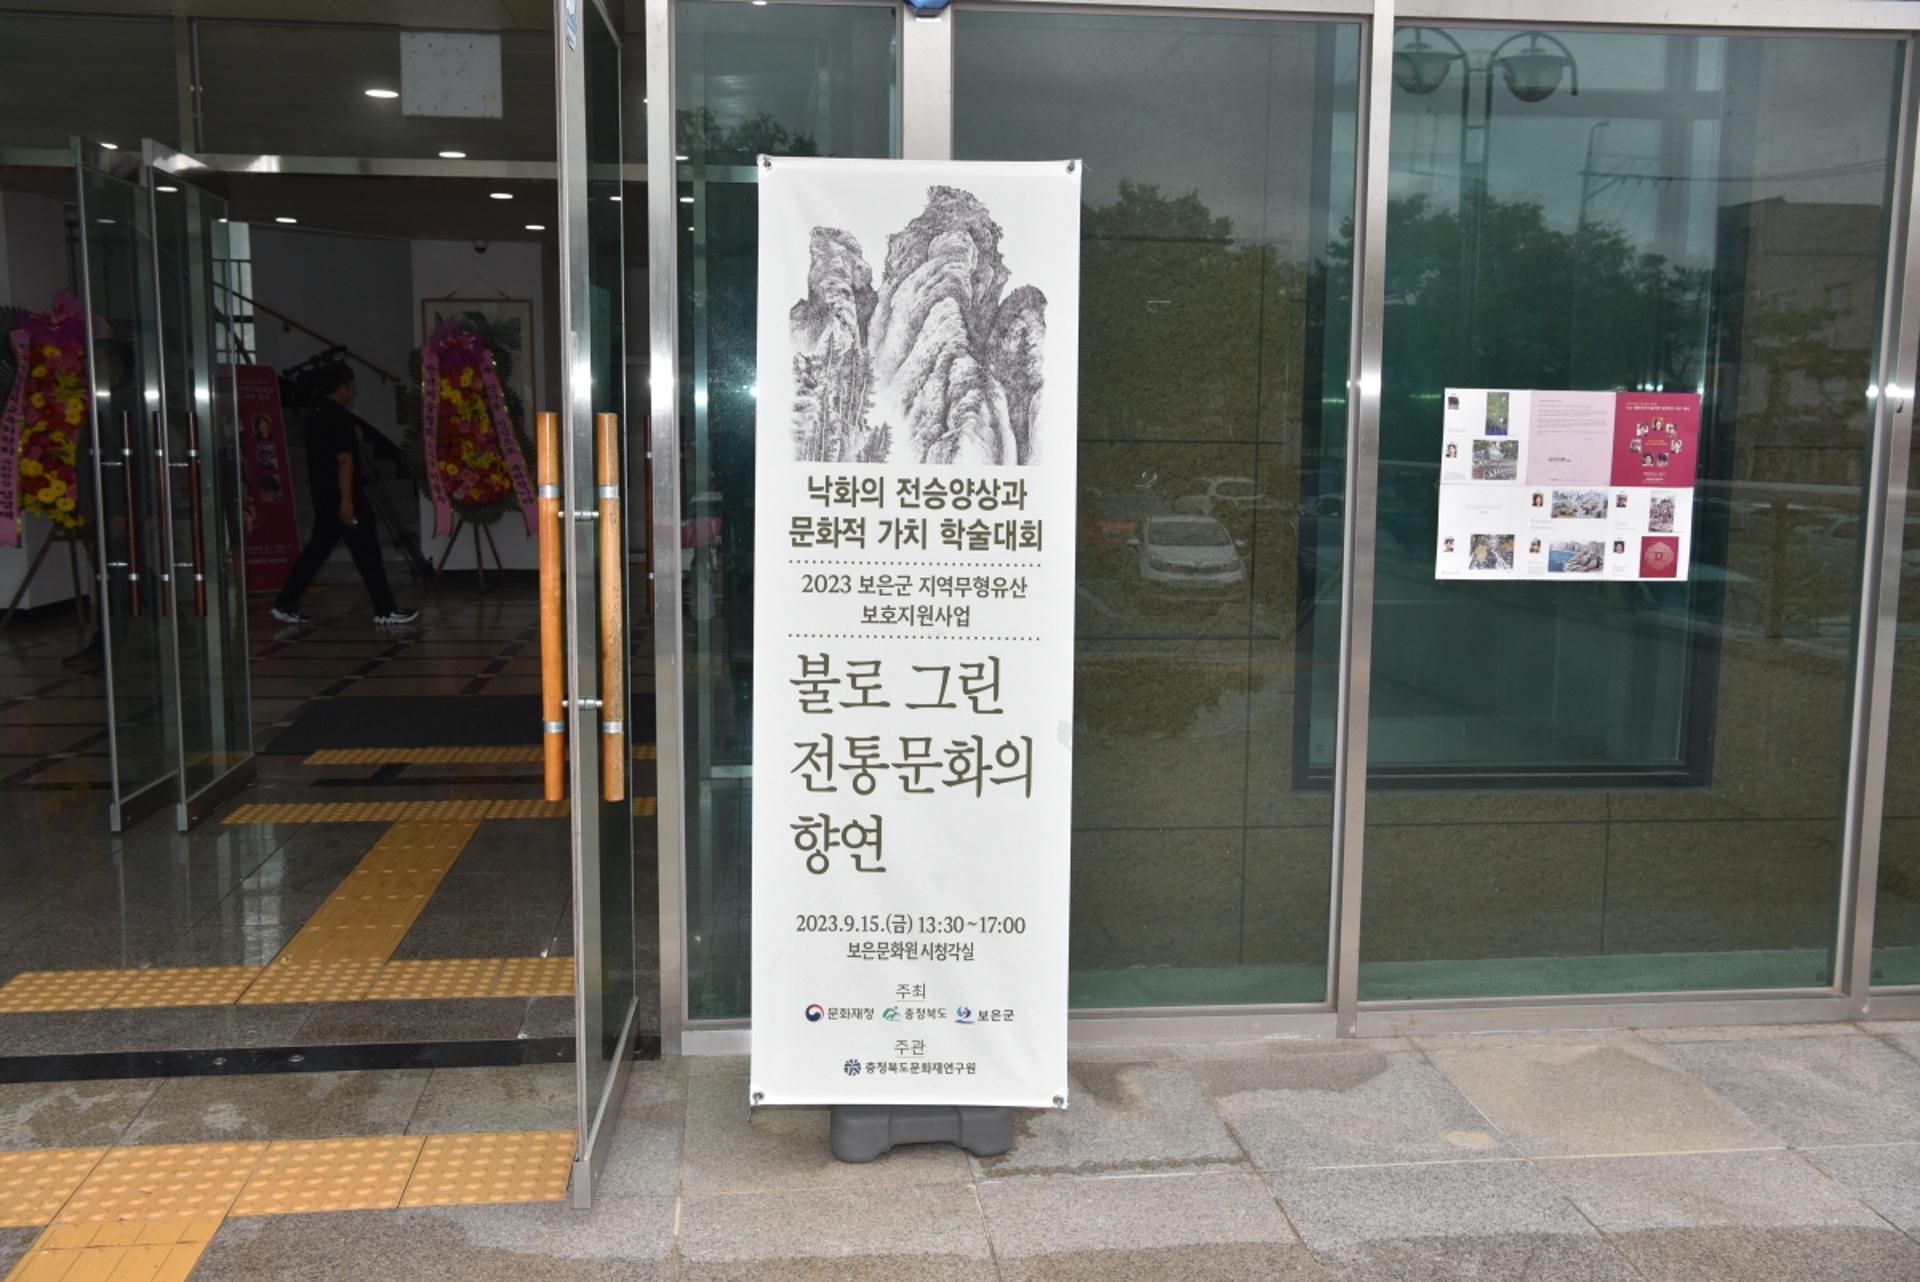 낙화의 전승양상과
문화적 가치 학술대회
2023 보은군 지역무형유산
보호지원사업
불로 그린
전통문화의
향연
2023.9.15.(금) 13:30~17:00
보은문화원 시청각실
주최
문화재청 충청북도 보은군
주관
충청북도문화재연구원